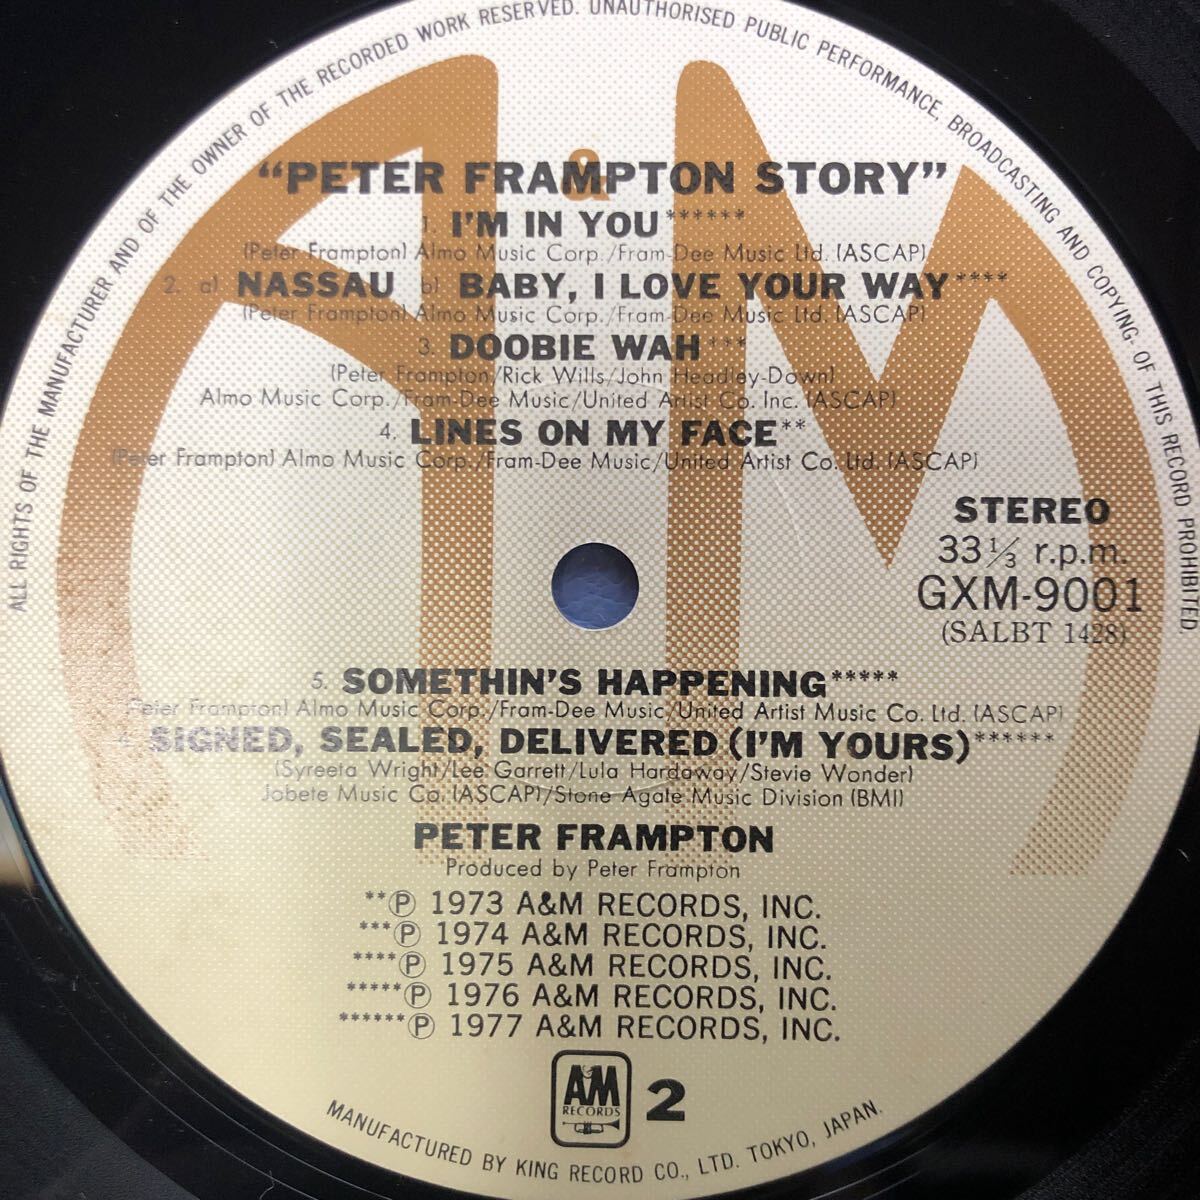 ALL RIGHTS OF THE MANUFACTURER AND OF THE OWNER OF THE RECORDED WORK RESERVED. UNAUTHORISED PUBLIC PERFORMANCE, BROADCASTING AND COPYING: OF THIS RECORD PROHIBITED.
&
"PETER FRAMPTON STORY"
1. I'M IN YOU******
(Peter Frampton) Almo Music Corp./Fram-Dee Music Ltd. (ASCAP)
2. a) NASSAU b) BABY, I LOVE YOUR WAY****
(Peter Frampton) Almo Music Corp./Fram-Dee Music Ltd. (ASCAP)
3. DOOBIE WAH***
(Peter Frampton/Rick Wills/John Headley-Down)
Almo Music Corp./Fram-Dee Music/United Artist Co. Inc. (ASCAP)
4. LINES ON MY FACE**
(Peter Frampton) Almo Music Corp./Fram-Dee Music/United Artist Co. Ltd. (ASCAP)
STEREO
33 1/3 r.p.m.
GXM-9001
(SALBT 1428)
5. SOMETHIN'S HAPPENING*****
(Peter Frampton) Almo Music Corp./Fram-Dee Music/United Artist Music Co. Ltd. (ASCAP)
6. SIGNED, SEALED, DELIVERED (I'M YOURS)******
(Syreeta Wright/Lee Garrett/Lula Hardaway/Stevie Wonder)
Jobete Music Co. (ASCAP)/Stone Agate Music Division (BMI)
PETER FRAMPTON
Produced by Peter Frampton
**Ⓟ 1973 A&M RECORDS, INC.
***Ⓟ 1974 A&M RECORDS, INC.
****Ⓟ 1975 A&M RECORDS, INC.
*****Ⓟ 1976 A&M RECORDS, INC.
******Ⓟ 1977 A&M RECORDS, INC.
A&M
RECORDS
2
MANUFACTURED BY KING RECORD CO., LTD. TOKYO, JAPAN.